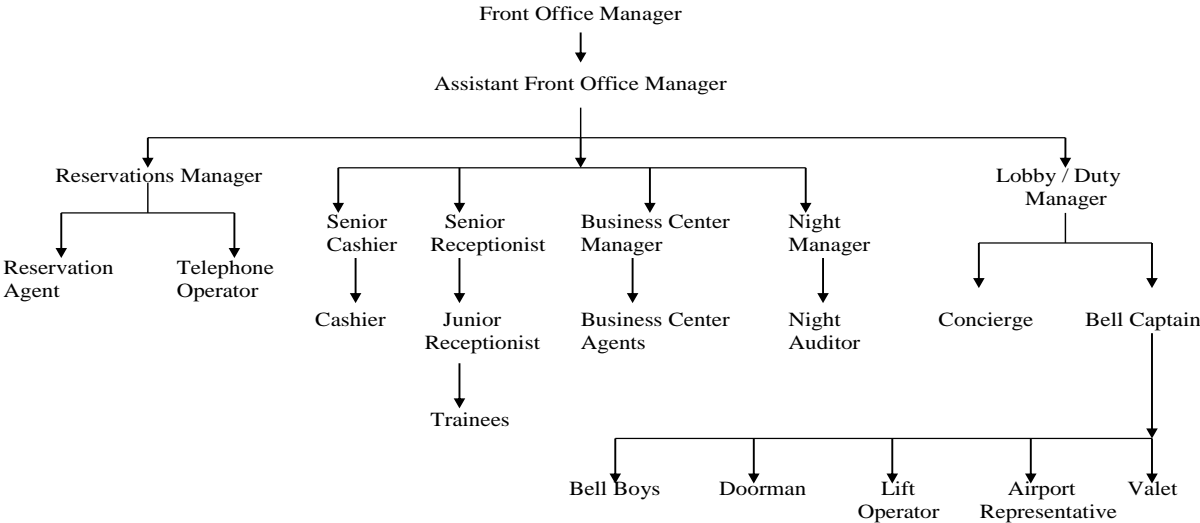 Front Office Manager
Assistant Front Office Manager
Reservations Manager
Lobby / Duty
Manager
Senior
Cashier
Senior
Receptionist
Business Center
Manager
Night
Manager
Reservation
Agent
Telephone
Operator
Cashier
Junior
Receptionist
Business Center
Agents
Night
Auditor
Concierge
Bell Captain
Trainees
Bell Boys
Doorman
Lift
Operator
Airport
Representative
Valet